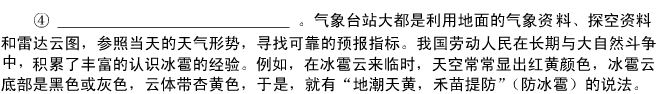 ④ ______________________ 。气象台站大都是利用地面的气象资料、探空资料
和雷达云图，参照当天的天气形势，寻找可靠的预报指标。我国劳动人民在长期与大自然斗争
中，积累了丰富的认识冰雹的经验。例如，在冰雹云来临时，天空常常显出红黄颜色，冰雹云
底部是黑色或灰色，云体带杏黄色，于是，就有“地潮天黄，禾苗提防”（防冰雹）的说法。